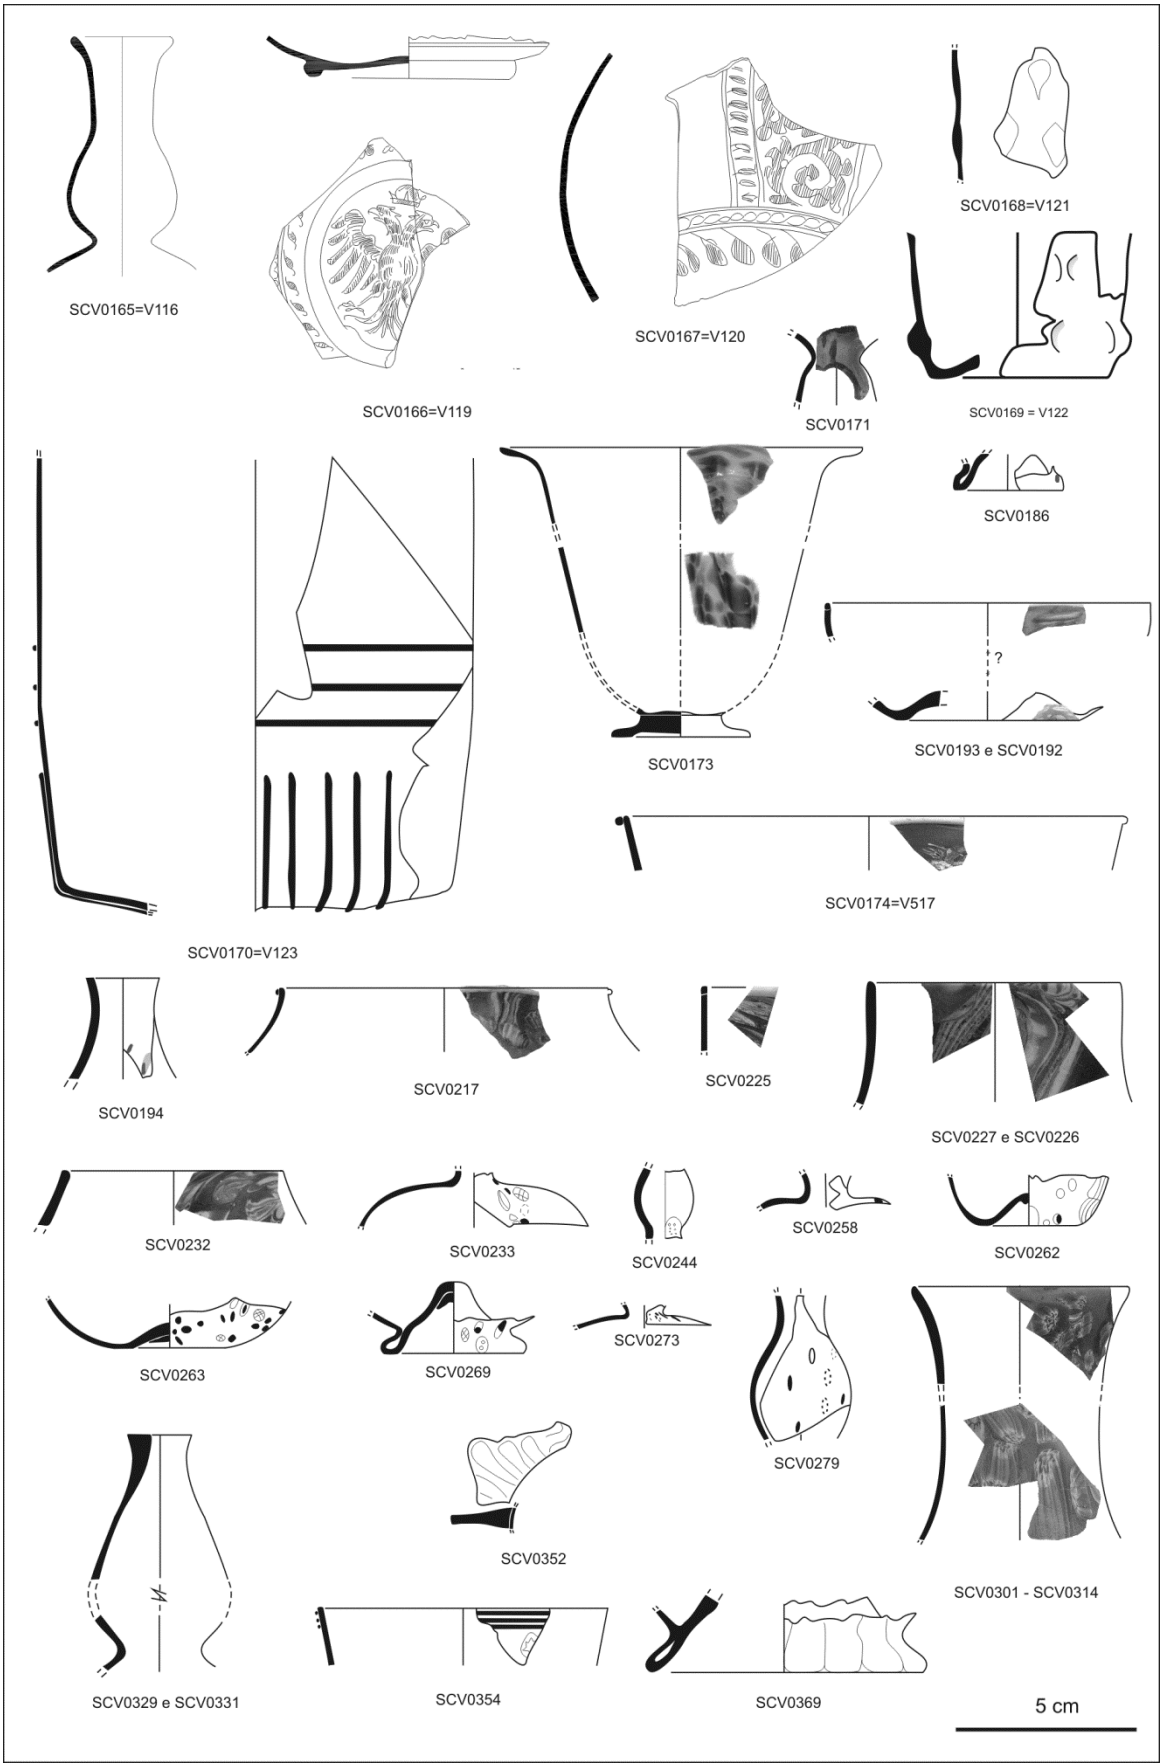 SCV0165=V116
SCV0166=V119
SCV0167=V120
SCV0168=V121
SCV0169 = V122
SCV0171
SCV0186
SCV0173
?
SCV0193 e SCV0192
SCV0174=V517
SCV0170=V123
SCV0194
SCV0217
SCV0225
SCV0227 e SCV0226
SCV0232
SCV0233
SCV0244
SCV0258
SCV0262
SCV0263
SCV0269
SCV0273
SCV0279
SCV0301 - SCV0314
SCV0352
SCV0329 e SCV0331
SCV0354
SCV0369
5 cm